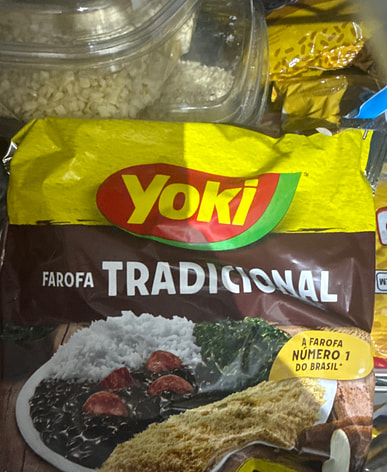 Yoki
FAROFA TRADICIONAL
A FAROFA
NÚMERO 1
DO BRASIL*